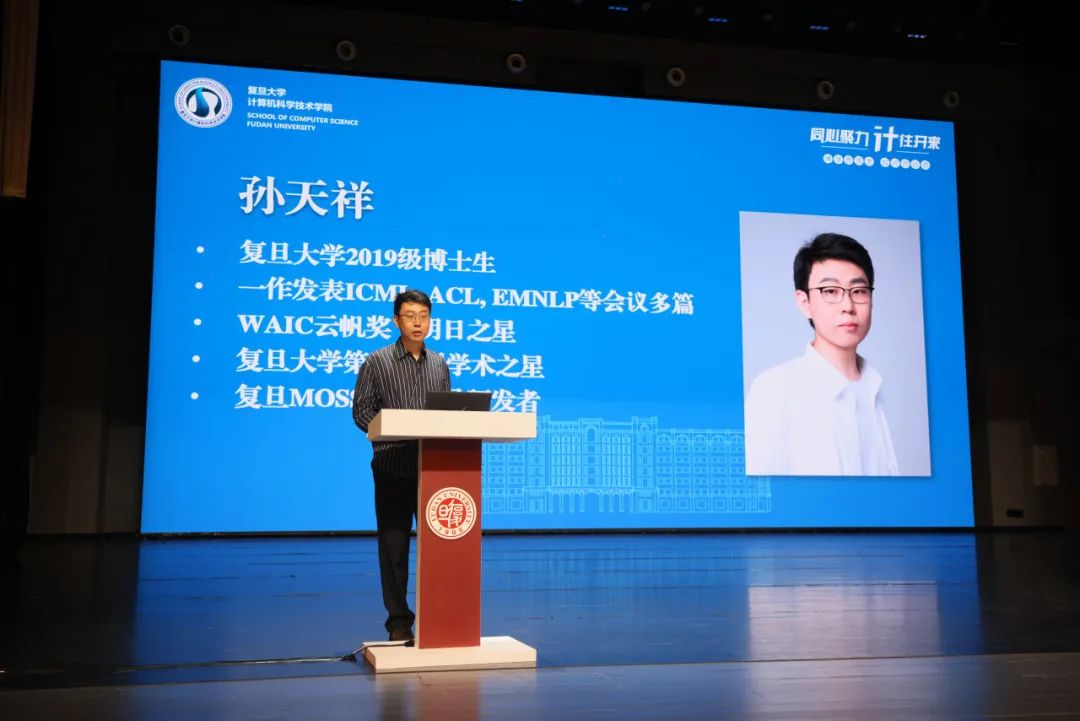 复旦大学
计算机科学技术学院
SCHOOL OF COMPUTER SCIENCE
FUDAN UNIVERSITY
同心聚力 计往开来
孙天祥
• 复旦大学2019级博士生
• 一作发表ICML, ACL, EMNLP等会议多篇
• WAIC云帆奖 明日之星
• 复旦大学第 学术之星
• 复旦MOSS 发者
FUDAN UNIVERSITY
1905